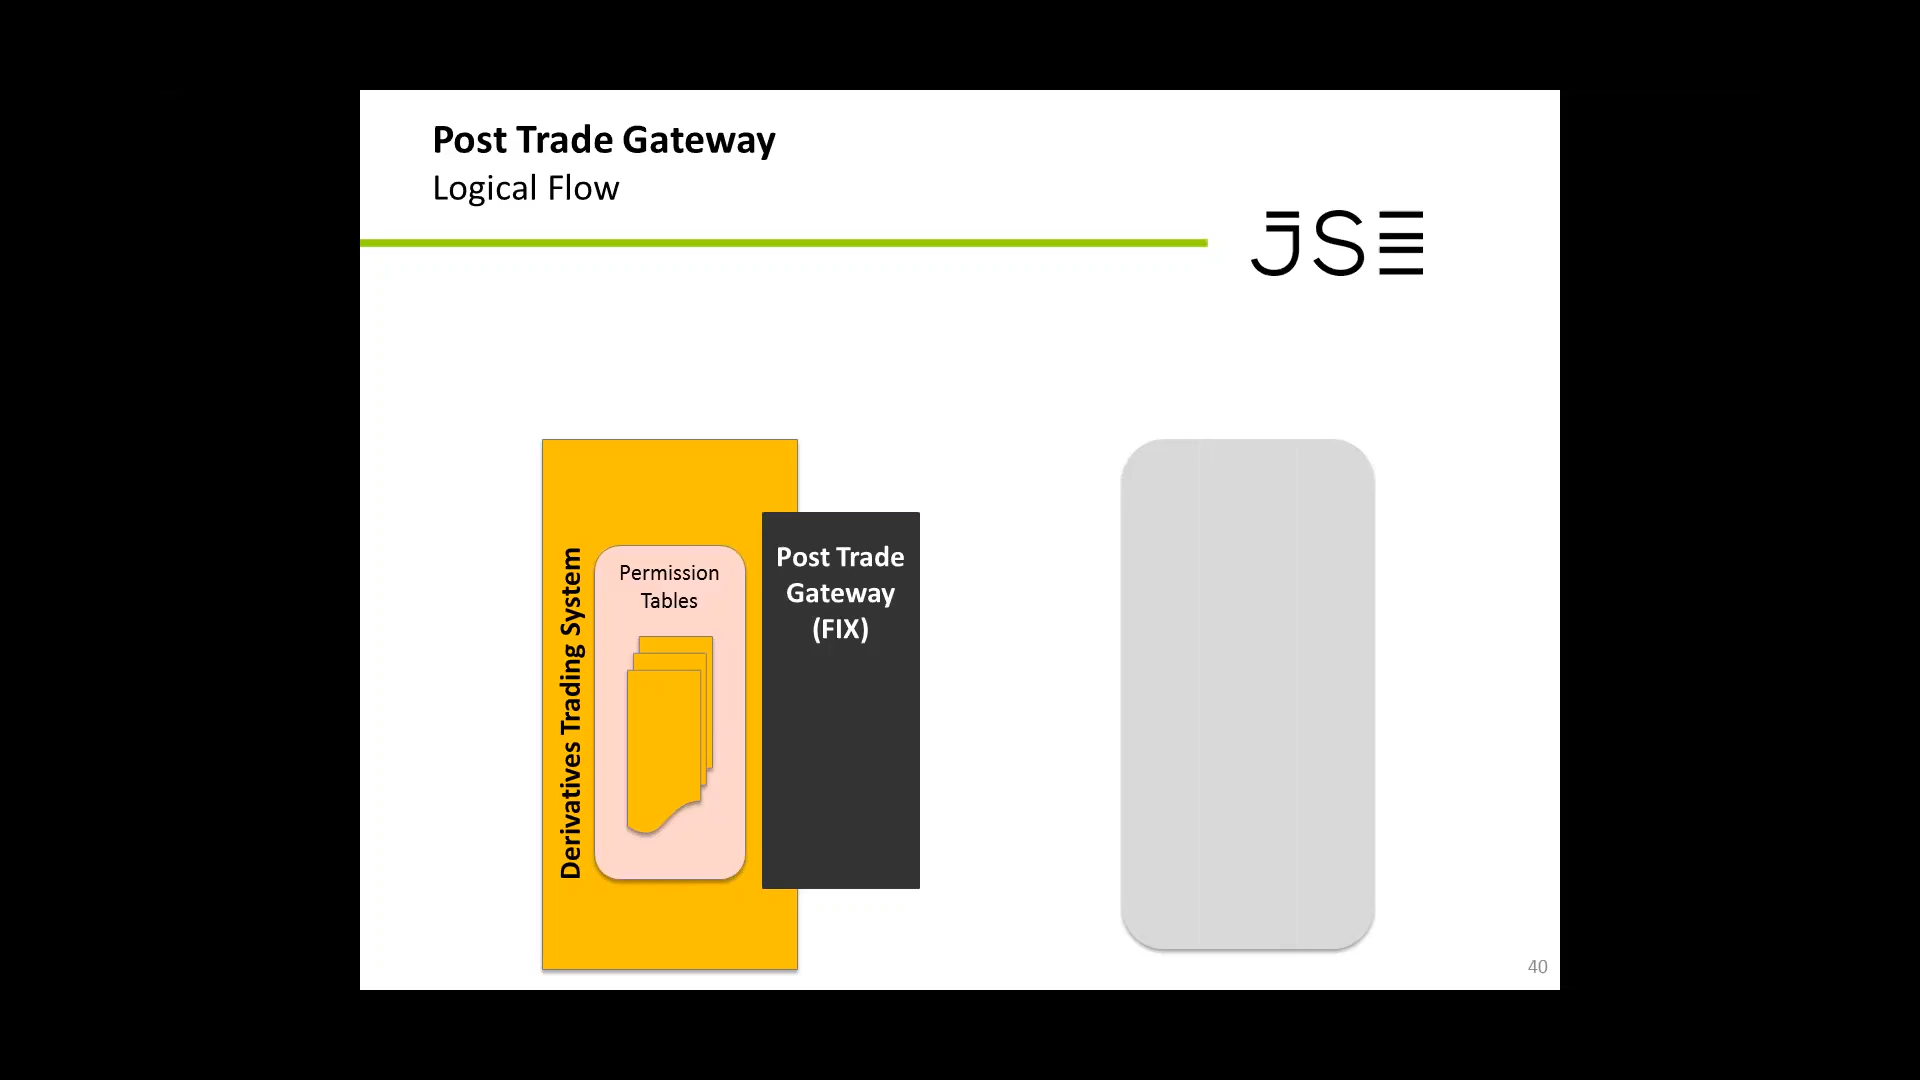 Post Trade Gateway
Logical Flow
JSE
Derivatives Trading System
Permission
Tables
Post Trade
Gateway
(FIX)
40